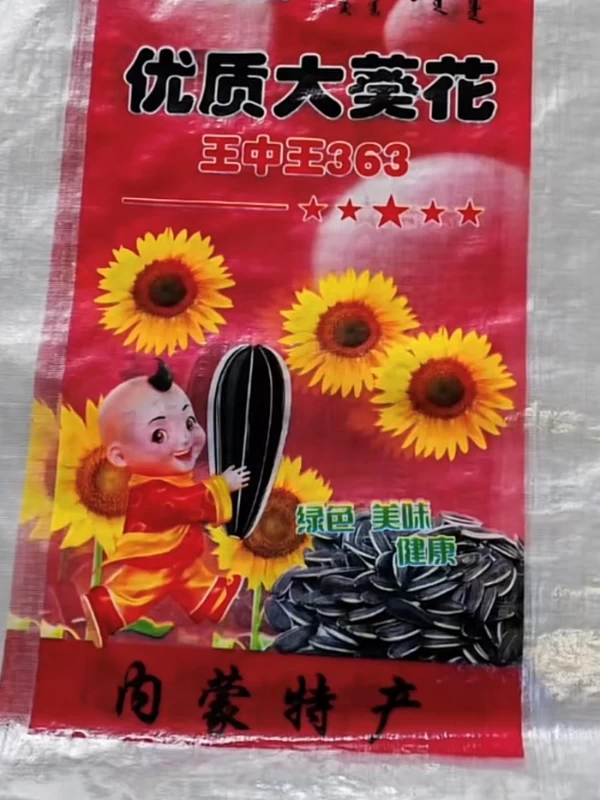 优质大葵花
王中王363
绿色 美味
健康
内蒙特产